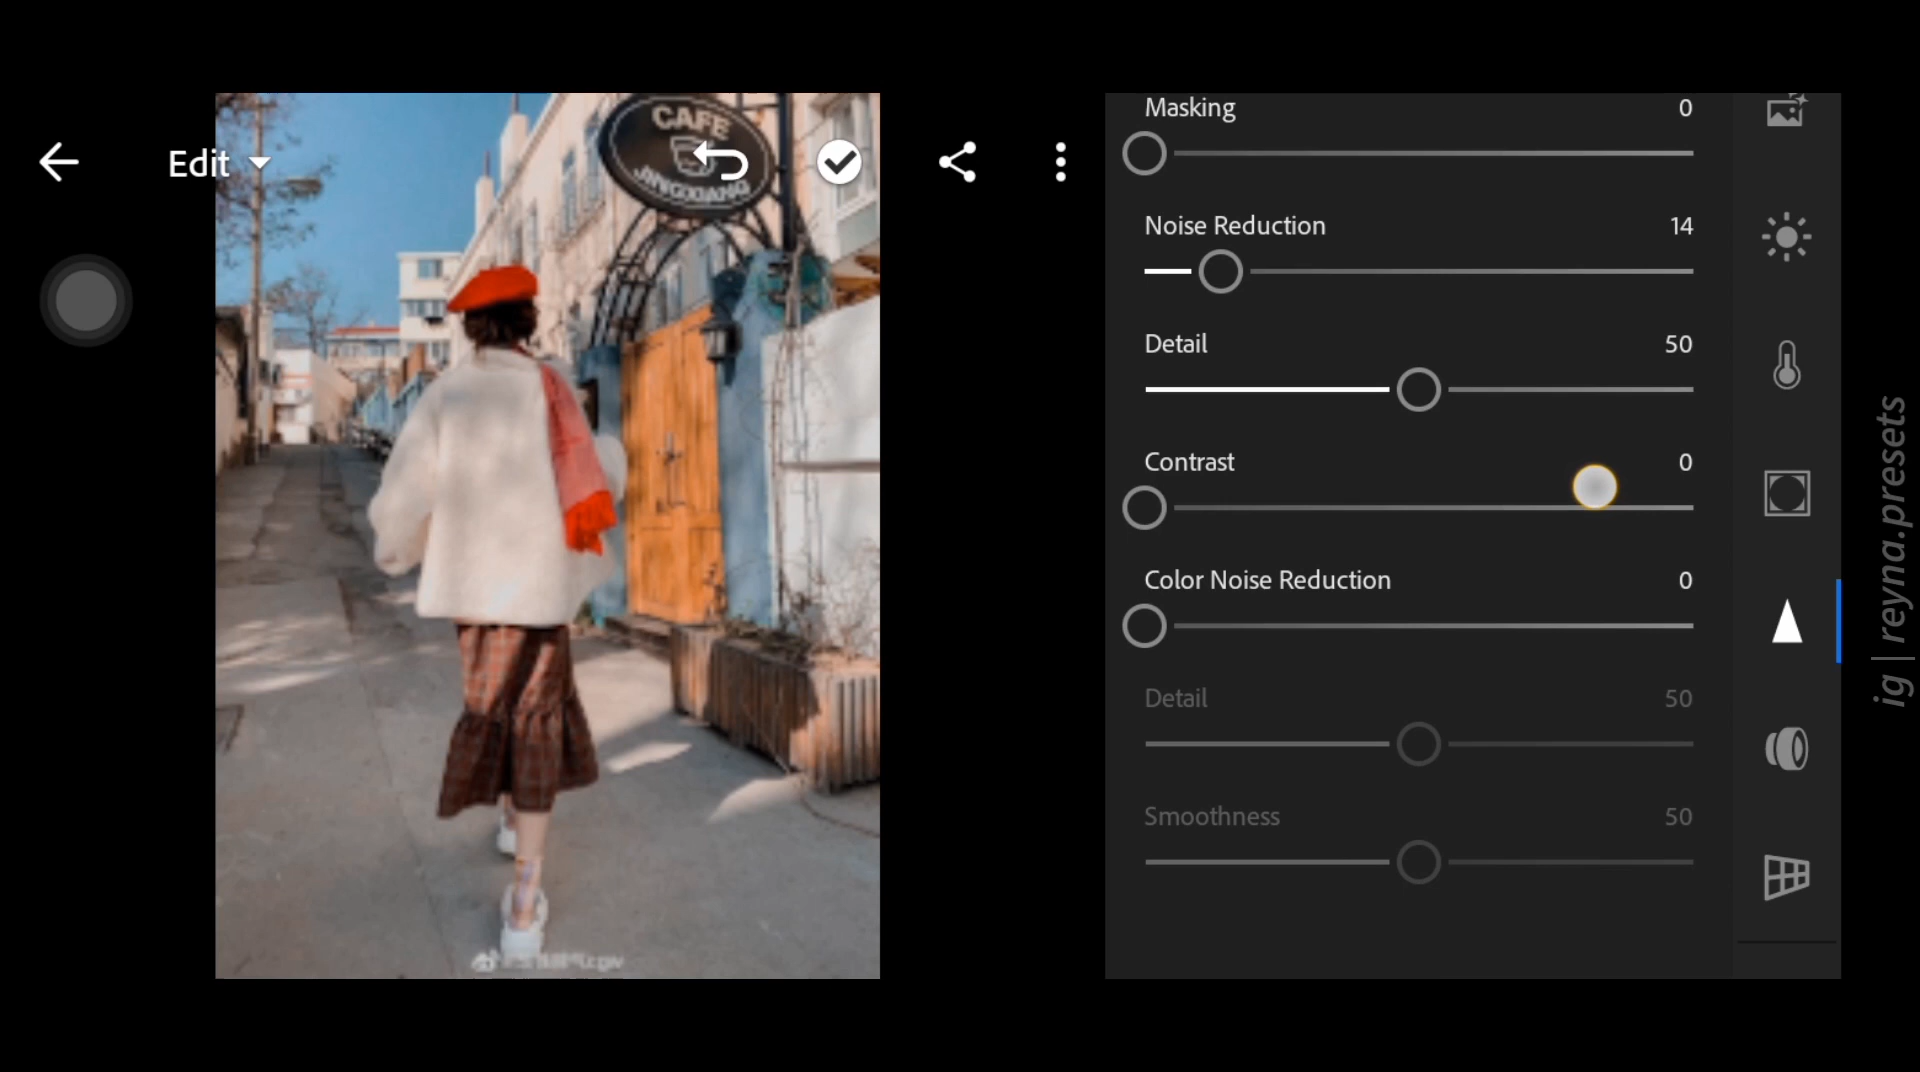 Edit
CAFE
JINGXIANG
Masking 0
Noise Reduction 14
Detail 50
Contrast 0
Color Noise Reduction 0
Detail 50
Smoothness 50
ig | reyna.presets